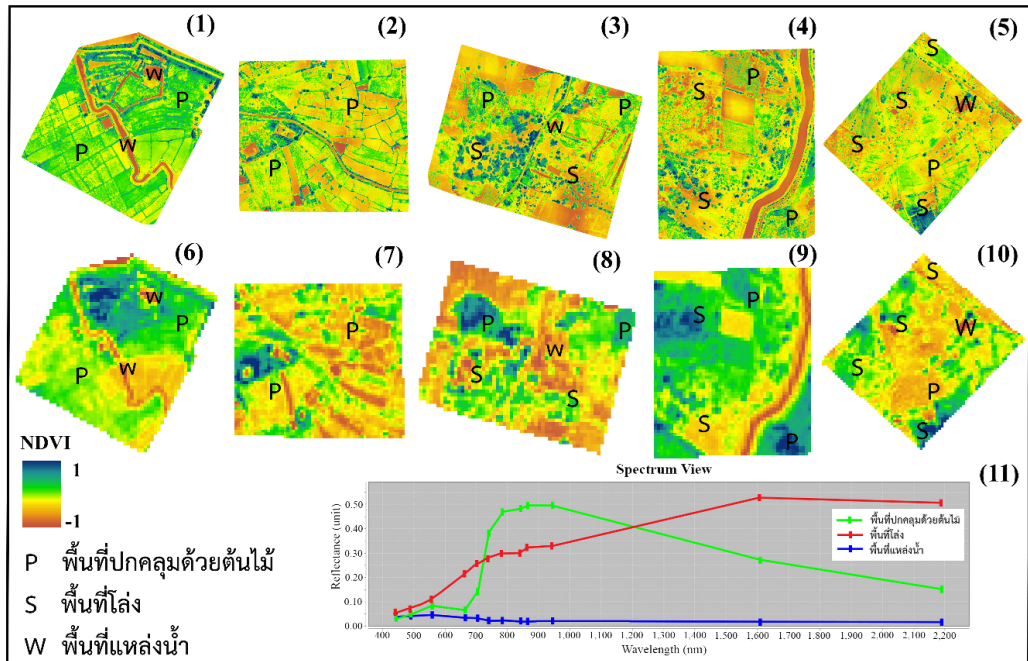 (1)
(2)
(3)
(4)
(5)
W
P
P
W
P
P
P
P
W
S
S
S
P
S
P
S
S
W
P
S
(6)
(7)
(8)
(9)
(10)
W
P
P
W
P
P
P
P
W
S
S
P
S
S
P
S
S
W
S
P
S
NDVI
1
-1
P พื้นที่ปกคลุมด้วยต้นไม้
S พื้นที่โล่ง
W พื้นที่แหล่งน้ำ
Spectrum View
(11)
Reflectance (unit)
0.50
0.40
0.30
0.20
0.10
0.00
พื้นที่ปกคลุมด้วยต้นไม้
พื้นที่โล่ง
พื้นที่แหล่งน้ำ
400 500 600 700 800 900 1,000 1,100 1,200 1,300 1,400 1,500 1,600 1,700 1,800 1,900 2,000 2,100 2,200
Wavelength (nm)